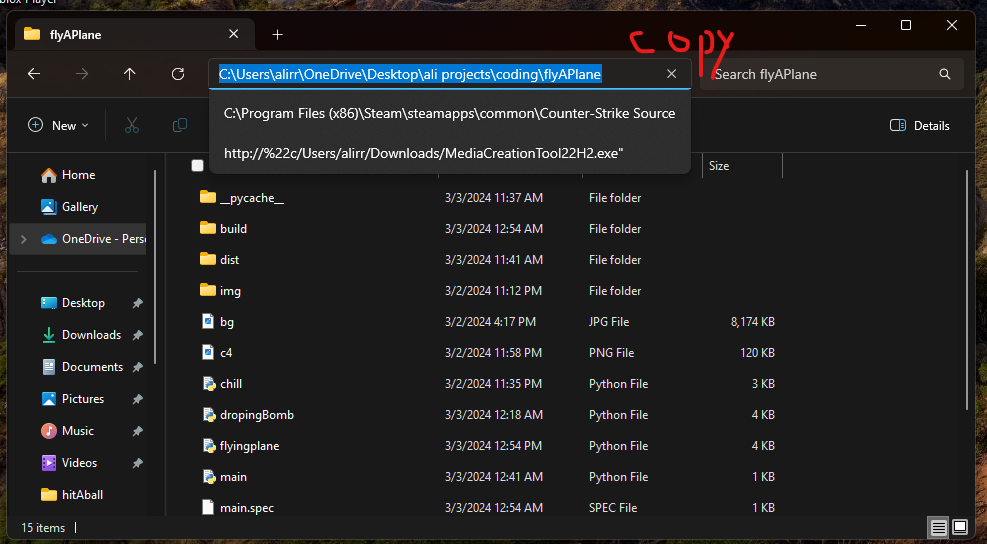 blox Player
flyAPlane
copy
C:\Users\alirr\OneDrive\Desktop\ali projects\coding\flyAPlane
Search flyAPlane
C:\Program Files (x86)\Steam\steamapps\common\Counter-Strike Source
http://%22c/Users/alirr/Downloads/MediaCreationTool22H2.exe"
New
Details
Size
Home
Gallery
OneDrive - Perso
Desktop
Downloads
Documents
Pictures
Music
Videos
hitAball
__pycache__ 3/3/2024 11:37 AM File folder
build 3/3/2024 12:54 AM File folder
dist 3/3/2024 11:41 AM File folder
img 3/2/2024 11:12 PM File folder
bg 3/2/2024 4:17 PM JPG File 8,174 KB
c4 3/2/2024 11:58 PM PNG File 120 KB
chill 3/2/2024 11:35 PM Python File 3 KB
dropingBomb 3/3/2024 12:18 AM Python File 4 KB
flyingplane 3/3/2024 12:54 PM Python File 4 KB
main 3/3/2024 12:41 AM Python File 1 KB
main.spec 3/3/2024 12:54 AM SPEC File 1 KB
15 items